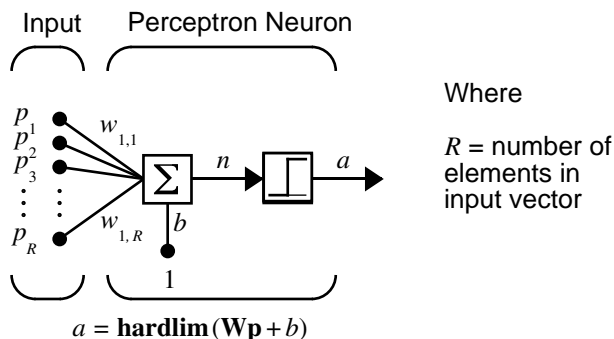 Input Perceptron Neuron
p1 w1,1
p2
p3
Σ n a
b
pR w1,R
1
a = hardlim(Wp + b)
Where
R = number of
elements in
input vector